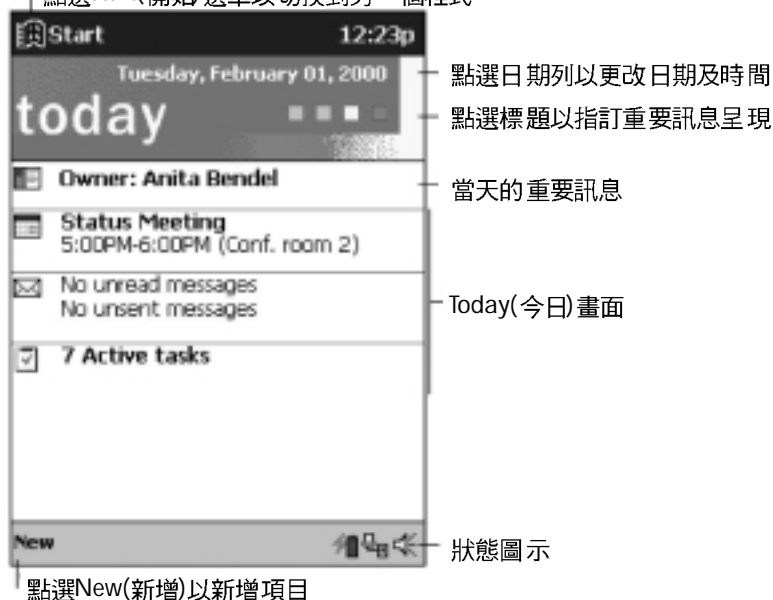 Start 12:23p
Tuesday, February 01, 2000
today
點選日期列以更改日期及時間
點選標題以指訂重要訊息呈現
Owner: Anita Bendel
當天的重要訊息
Status Meeting
5:00PM-6:00PM (Conf. room 2)
No unread messages
No unsent messages
Today(今日)畫面
7 Active tasks
New
狀態圖示
點選New(新增)以新增項目